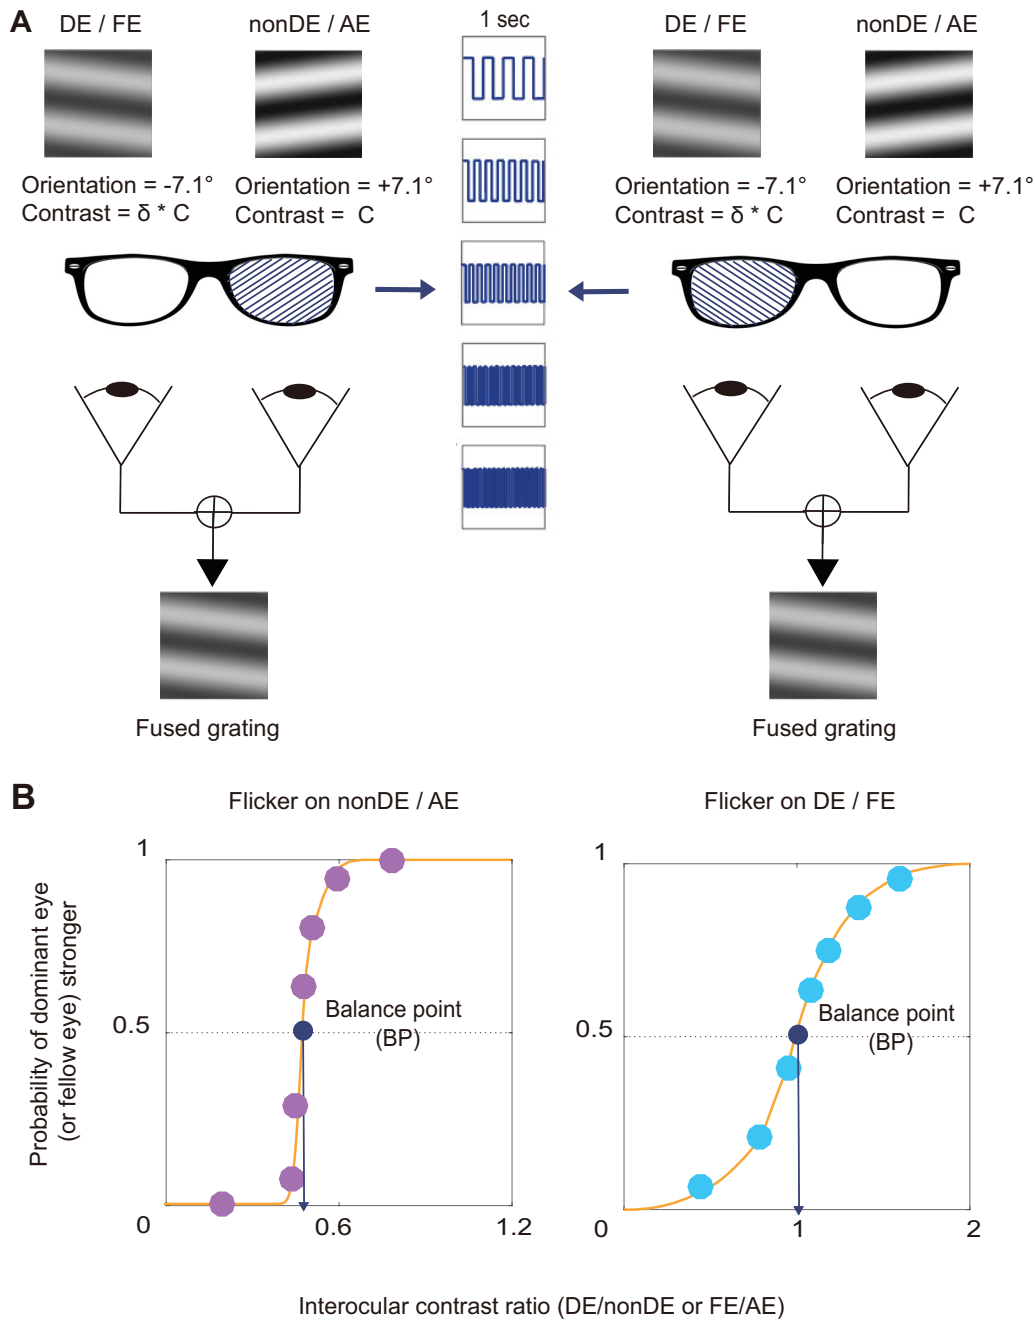 A
DE / FE
nonDE / AE
1 sec
DE / FE
nonDE / AE
Orientation = -7.1°
Contrast = δ * C
Orientation = +7.1°
Contrast =  C
Orientation = -7.1°
Contrast = δ * C
Orientation = +7.1°
Contrast =  C
Fused grating
Fused grating
B
Flicker on nonDE / AE
Flicker on DE / FE
Probability of dominant eye
(or fellow eye) stronger
1
0.5
0
0.6
1.2
Balance point
(BP)
1
0.5
0
1
2
Balance point
(BP)
Interocular contrast ratio (DE/nonDE or FE/AE)